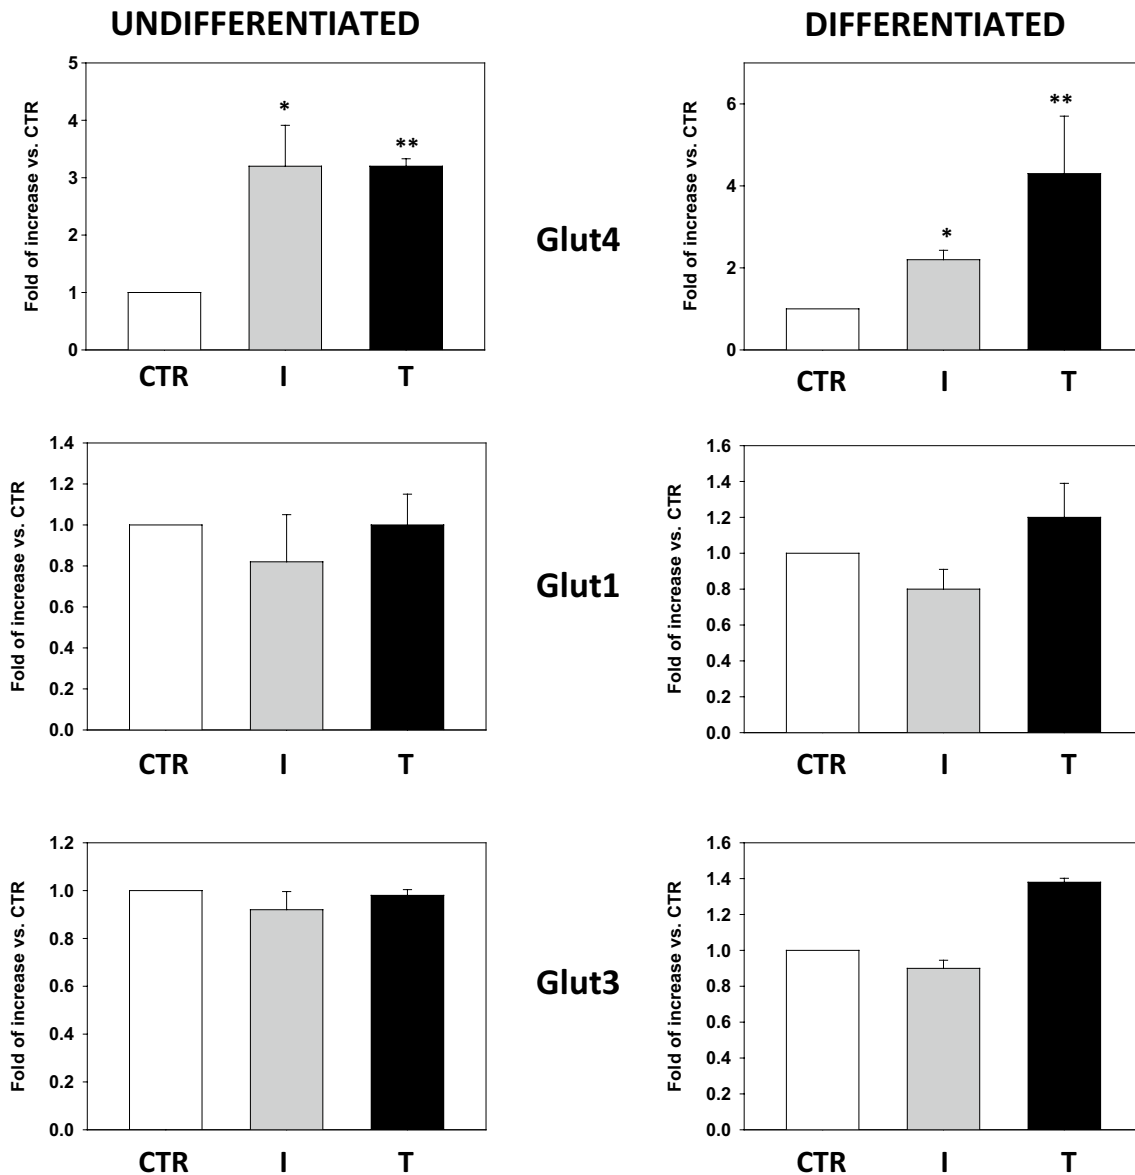 UNDIFFERENTIATED
DIFFERENTIATED
Fold of increase vs. CTR
5
4
3
2
1
0
*
**
CTR I T
Glut4
Fold of increase vs. CTR
6
4
2
0
*
**
CTR I T
Fold of increase vs. CTR
1.4
1.2
1.0
0.8
0.6
0.4
0.2
0.0
CTR I T
Glut1
Fold of increase vs. CTR
1.6
1.4
1.2
1.0
0.8
0.6
0.4
0.2
0.0
CTR I T
Fold of increase vs. CTR
1.2
1.0
0.8
0.6
0.4
0.2
0.0
CTR I T
Glut3
Fold of increase vs. CTR
1.6
1.4
1.2
1.0
0.8
0.6
0.4
0.2
0.0
CTR I T